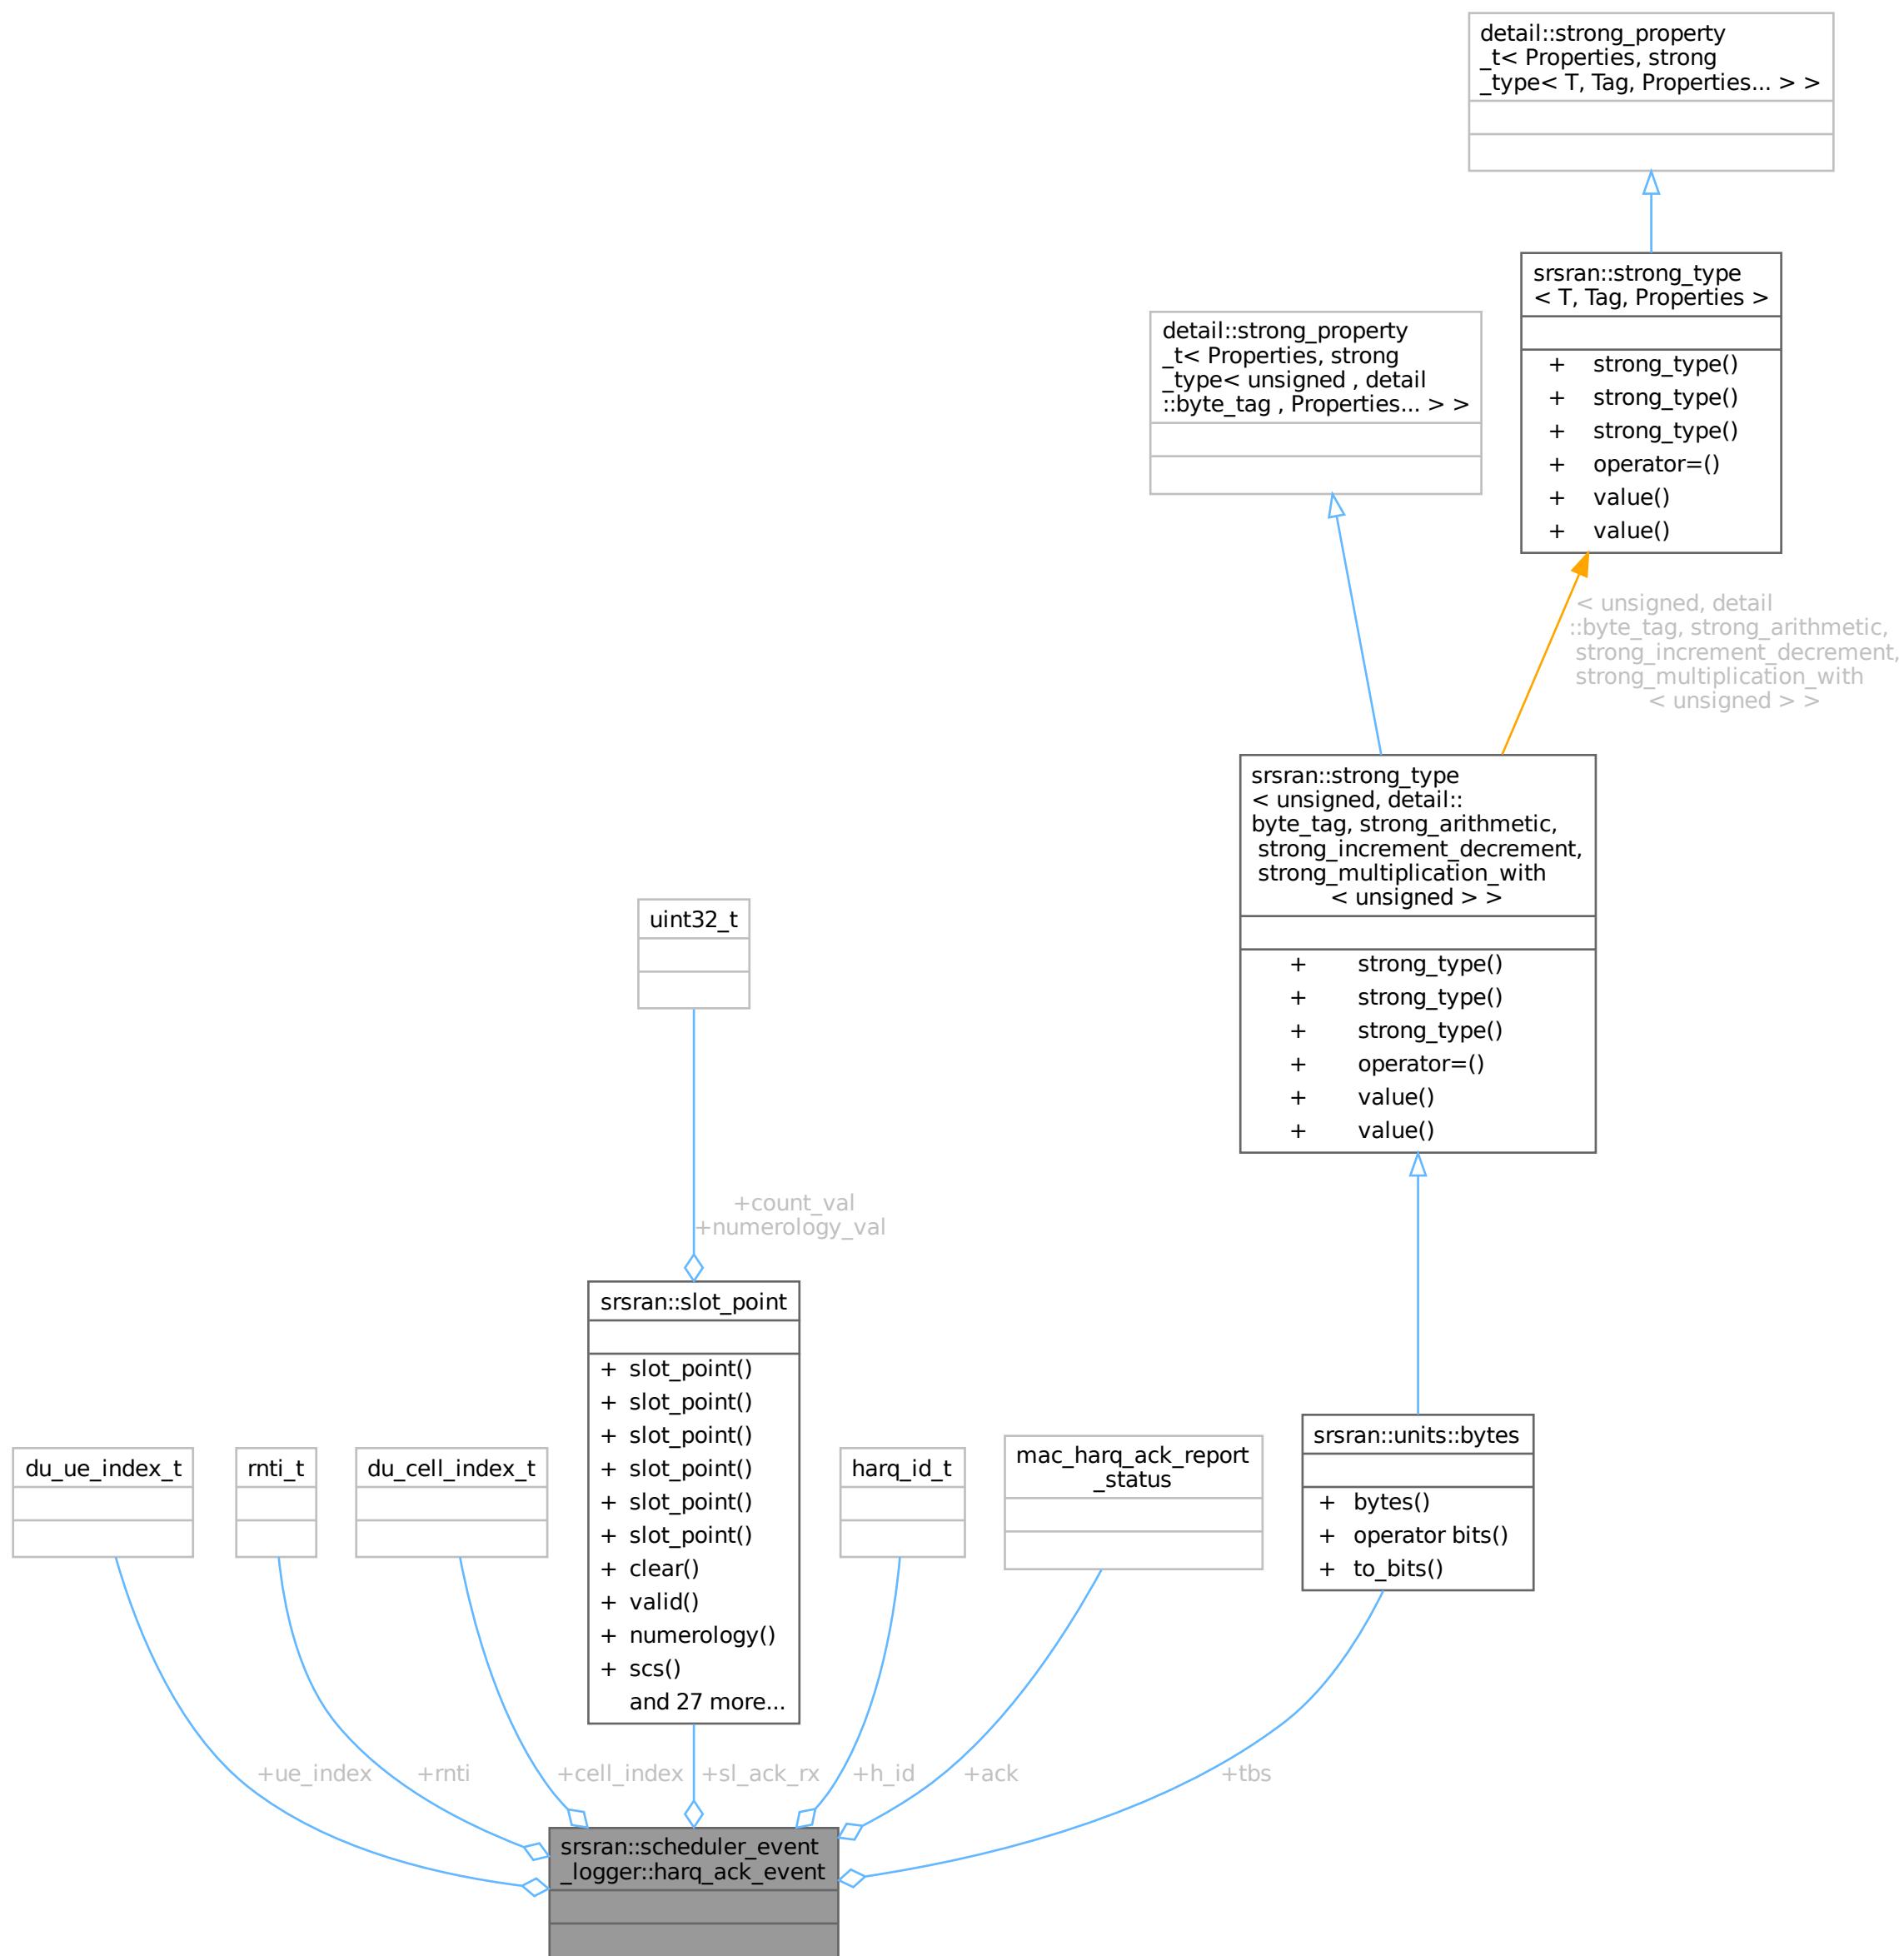 detail::strong_property
_t< Properties, strong
_type< T, Tag, Properties... > >
srsran::strong_type
< T, Tag, Properties >
+ strong_type()
+ strong_type()
+ strong_type()
+ operator=()
+ value()
+ value()
detail::strong_property
_t< Properties, strong
_type< unsigned , detail
::byte_tag , Properties... > >
< unsigned, detail
::byte_tag, strong_arithmetic,
strong_increment_decrement,
strong_multiplication_with
< unsigned > >
srsran::strong_type
< unsigned, detail::
byte_tag, strong_arithmetic,
strong_increment_decrement,
strong_multiplication_with
< unsigned > >
+ strong_type()
+ strong_type()
+ strong_type()
+ operator=()
+ value()
+ value()
uint32_t
+count_val
+numerology_val
srsran::slot_point
+ slot_point()
+ slot_point()
+ slot_point()
+ slot_point()
+ slot_point()
+ slot_point()
+ clear()
+ valid()
+ numerology()
+ scs()
and 27 more...
du_ue_index_t
rnti_t
du_cell_index_t
harq_id_t
mac_harq_ack_report
_status
srsran::units::bytes
+ bytes()
+ operator bits()
+ to_bits()
+ue_index
+rnti
+cell_index
+sl_ack_rx
+h_id
+ack
+tbs
srsran::scheduler_event
_logger::harq_ack_event